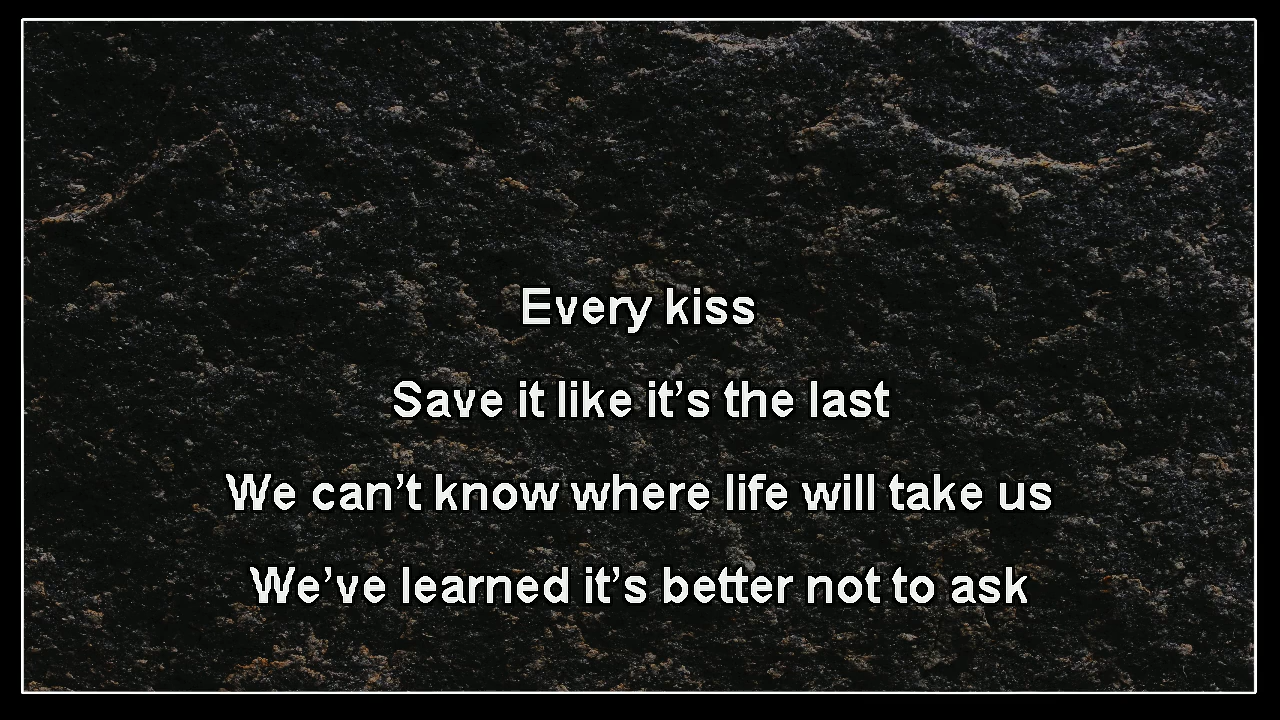 Every kiss
Save it like it’s the last
We can’t know where life will take us
We’ve learned it’s better not to ask